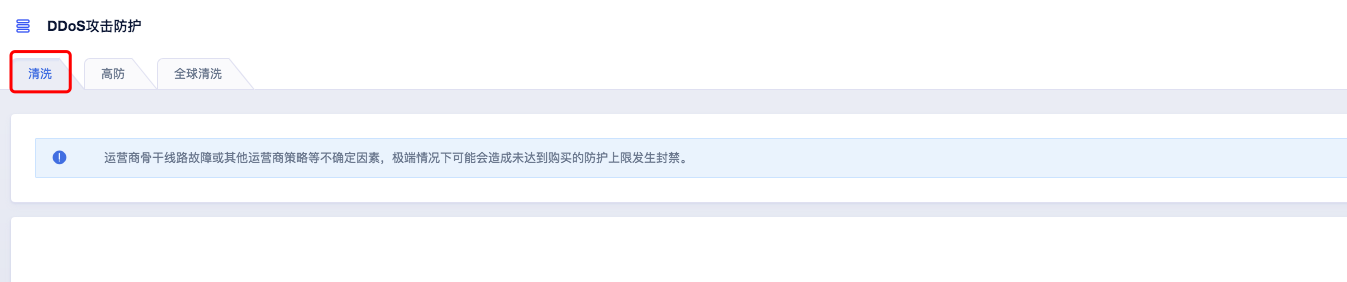 DDoS攻击防护
清洗 高防 全球清洗
运营商骨干线路故障或其他运营商策略等不确定因素，极端情况下可能会造成未达到购买的防护上限发生封禁。